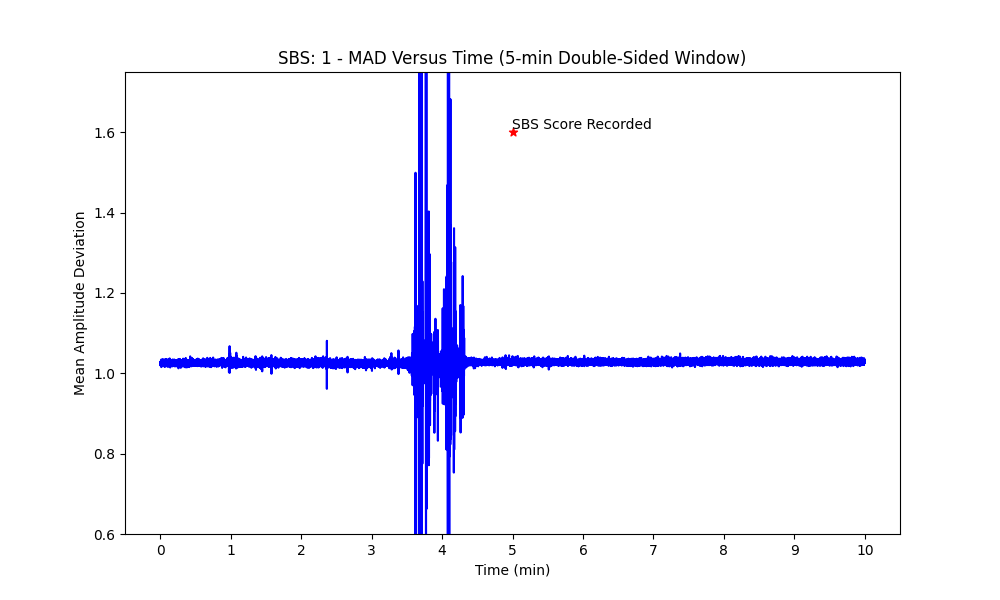 SBS: 1 - MAD Versus Time (5-min Double-Sided Window)
SBS Score Recorded
Mean Amplitude Deviation
1.6
1.4
1.2
1.0
0.8
0.6
0 1 2 3 4 5 6 7 8 9 10
Time (min)